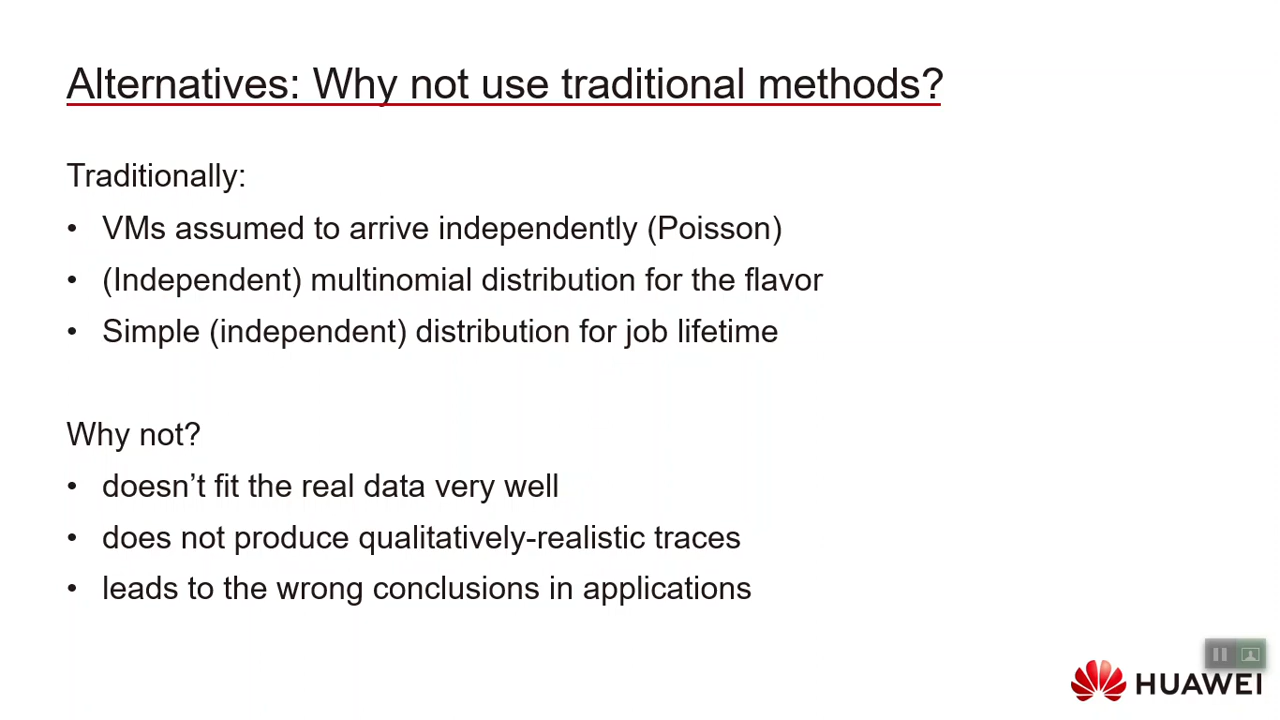 Alternatives: Why not use traditional methods?
Traditionally:
• VMs assumed to arrive independently (Poisson)
• (Independent) multinomial distribution for the flavor
• Simple (independent) distribution for job lifetime
Why not?
• doesn’t fit the real data very well
• does not produce qualitatively-realistic traces
• leads to the wrong conclusions in applications
HUAWEI